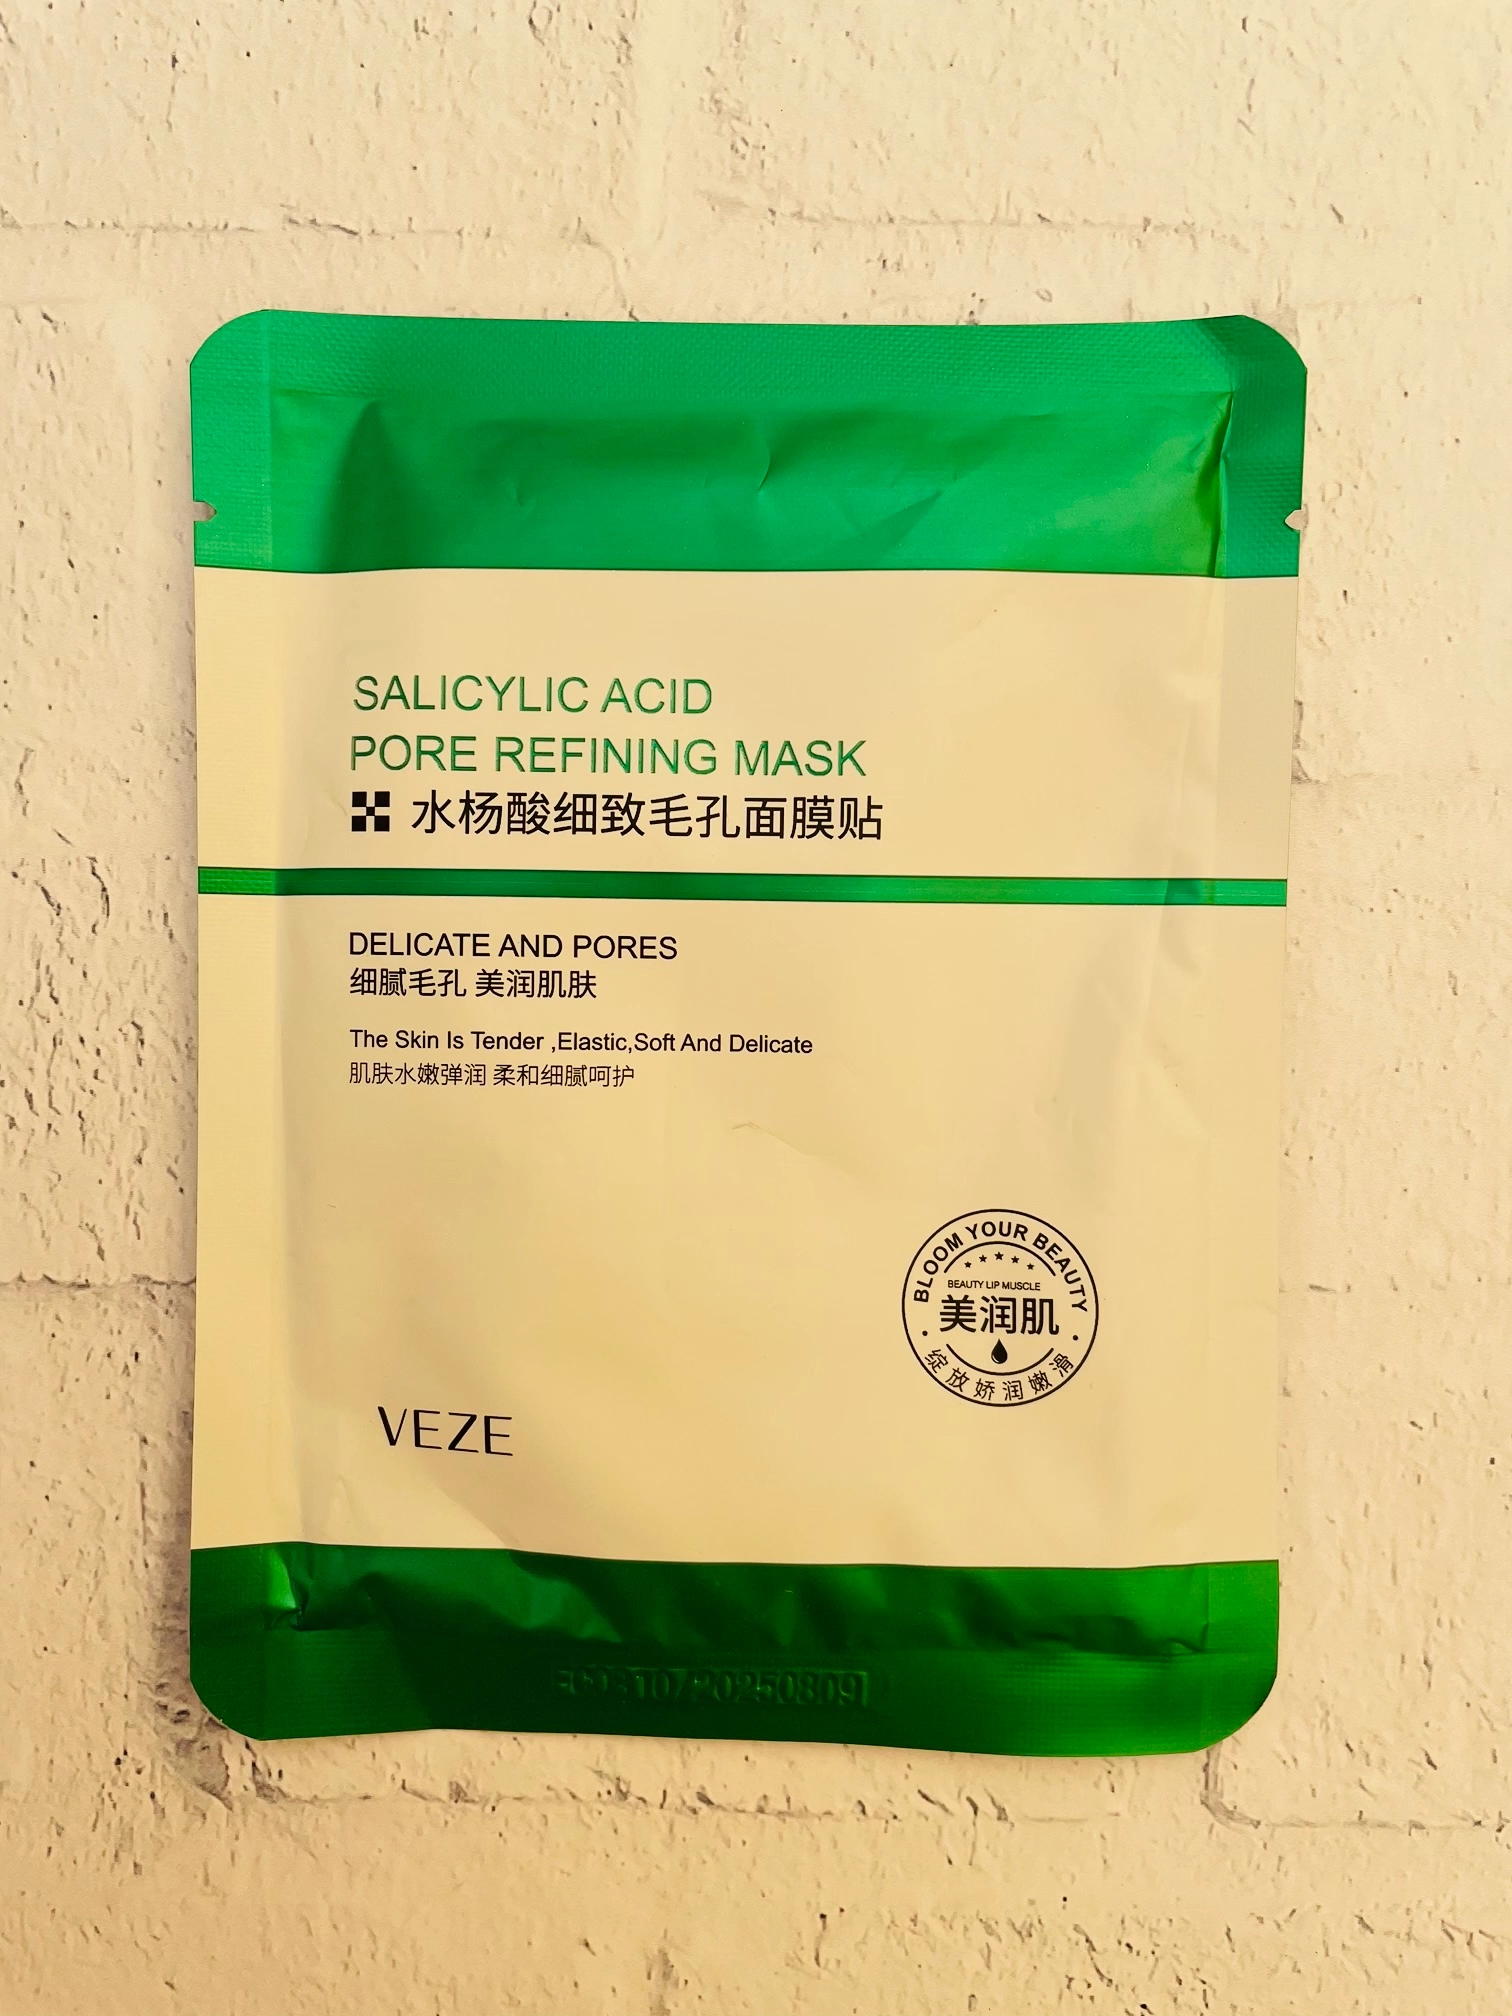 SALICYLIC ACID
PORE REFINING MASK
水杨酸细致毛孔面膜贴
DELICATE AND PORES
细腻毛孔 美润肌肤
The Skin Is Tender ,Elastic,Soft And Delicate
肌肤水嫩弹润 柔和细腻呵护
BLOOM YOUR BEAUTY
BEAUTY LIP MUSCLE
美润肌
绽放娇润嫩滑
VEZE